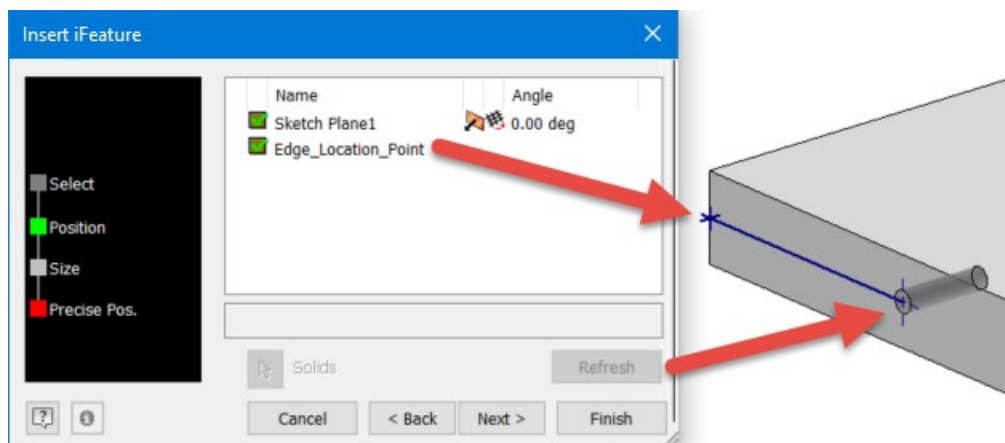 Insert iFeature
Name Angle
Sketch Plane1 0.00 deg
Edge_Location_Point
Select
Position
Size
Precise Pos.
Solids Refresh
Cancel < Back Next > Finish